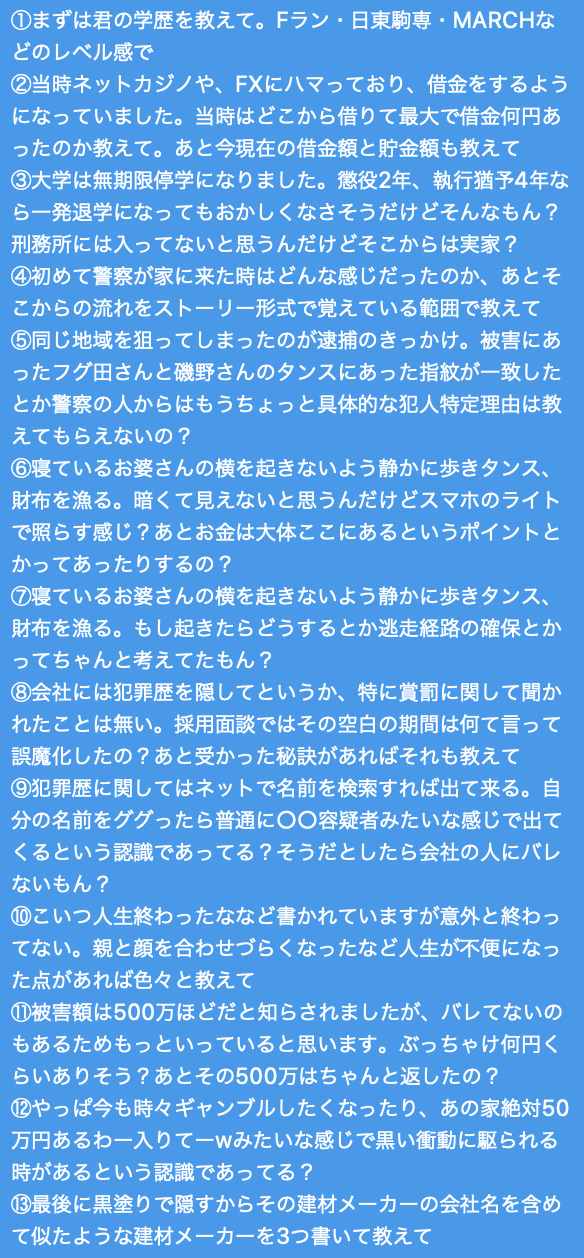 ①まずは君の学歴を教えて。Fラン・日東駒専・MARCHな
どのレベル感で
②当時ネットカジノや、FXにハマっており、借金をするよう
になっていました。当時はどこから借りて最大で借金何円あ
ったのか教えて。あと今現在の借金額と貯金額も教えて
③大学は無期限停学になりました。懲役2年、執行猶予4年な
ら一発退学になってもおかしくなさそうだけどそんなもん？
刑務所には入ってないと思うんだけどそこからは実家？
④初めて警察が家に来た時はどんな感じだったのか、あとそ
こからの流れをストーリー形式で覚えている範囲で教えて
⑤同じ地域を狙ってしまったのが逮捕のきっかけ。被害にあ
ったフグ田さんと磯野さんのタンスにあった指紋が一致した
とか警察の人からはもうちょっと具体的な犯人特定理由は教
えてもらえないの？
⑥寝ているお婆さんの横を起きないよう静かに歩きタンス、
財布を漁る。暗くて見えないと思うんだけどスマホのライト
で照らす感じ？あとお金は大体ここにあるというポイントと
かってあったりするの？
⑦寝ているお婆さんの横を起きないよう静かに歩きタンス、
財布を漁る。もし起きたらどうするとか逃走経路の確保とか
ってちゃんと考えてたもん？
⑧会社には犯罪歴を隠してというか、特に賞罰に関して聞か
れたことは無い。採用面談ではその空白の期間は何て言って
誤魔化したの？あと受かった秘訣があればそれも教えて
⑨犯罪歴に関してはネットで名前を検索すれば出て来る。自
分の名前をググったら普通に〇〇容疑者みたいな感じで出て
くるという認識であってる？そうだとしたら会社の人にバレ
ないもん？
⑩こいつ人生終わったななど書かれていますが意外と終わっ
てない。親と顔を合わせづらくなったなど人生が不便になっ
た点があれば色々と教えて
⑪被害額は500万ほどだと知らされましたが、バレてないの
もあるためもっといっていると思います。ぶっちゃけ何円く
らいありそう？あとその500万はちゃんと返したの？
⑫やっぱ今も時々ギャンブルしたくなったり、あの家絶対50
万円あるわー入りてーwみたいな感じで黒い衝動に駆られる
時があるという認識であってる？
⑬最後に黒塗りで隠すからその建材メーカーの会社名を含め
て似たような建材メーカーを3つ書いて教えて